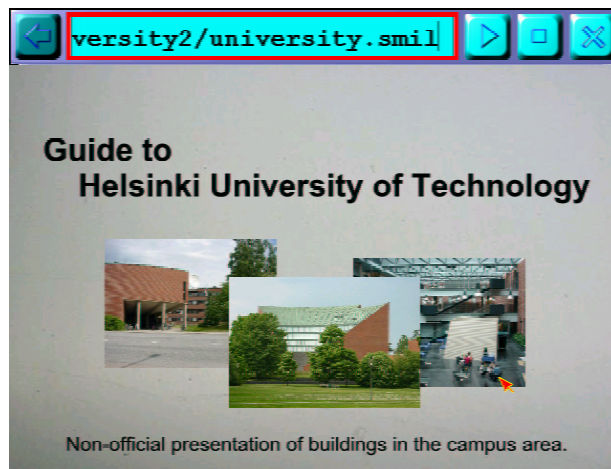 versity2/university.smil
Guide to
Helsinki University of Technology
Non-official presentation of buildings in the campus area.